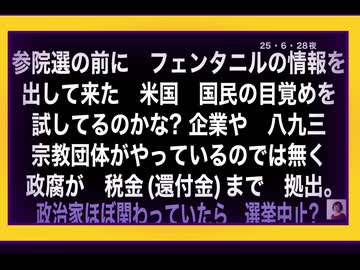 25・6・28夜
参院選の前に　フェンタニルの情報を
出して来た　米国　国民の目覚めを
試してるのかな？企業や　八九三
宗教団体がやっているのでは無く
政腐が　税金(還付金)まで　拠出。
政治家ほぼ関わっていたら　選挙中止？